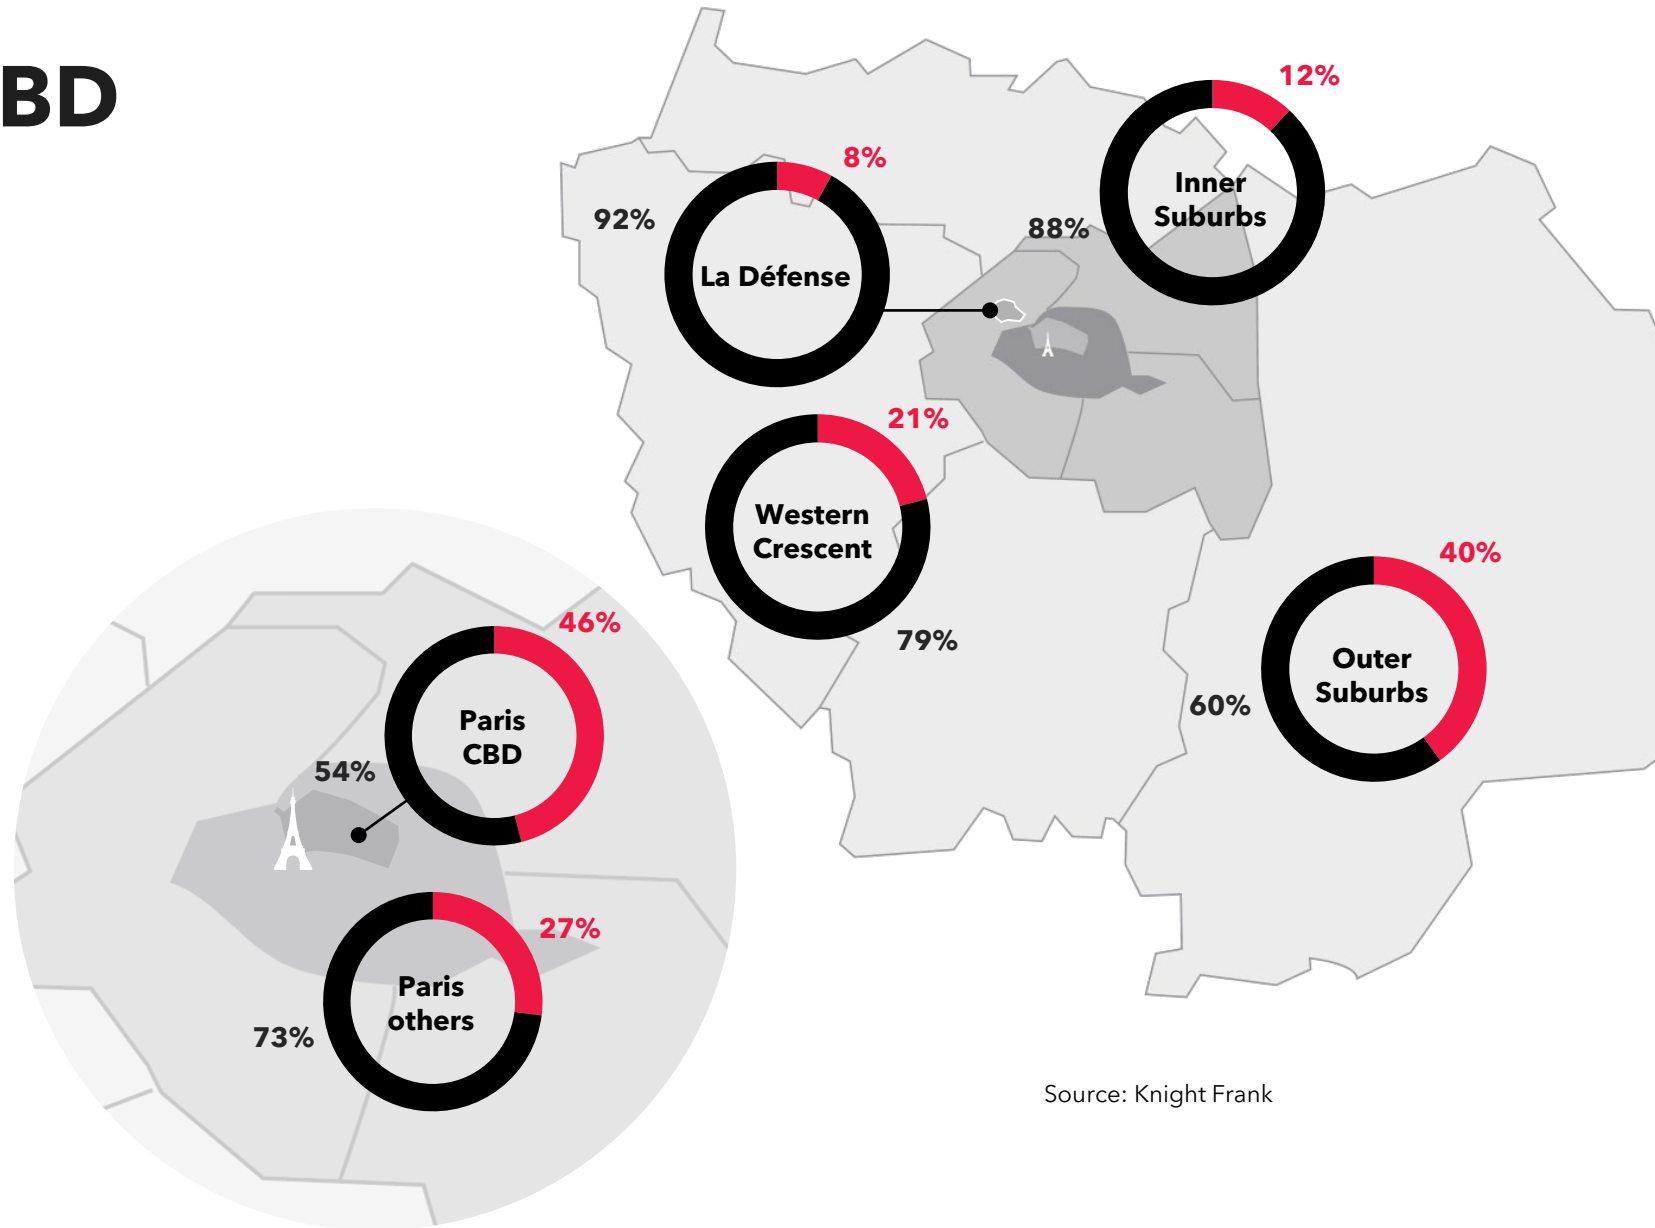 BD
12%
8%
Inner
Suburbs
92%
88%
La Défense
21%
Western
Crescent
79%
40%
Outer
Suburbs
60%
46%
Paris
CBD
54%
27%
Paris
others
73%
Source: Knight Frank